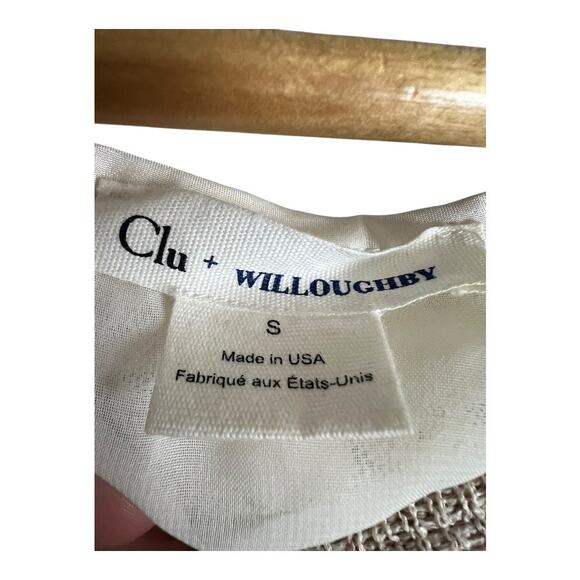 Clu + WILLOUGHBY
S
Made in USA
Fabriqué aux États-Unis